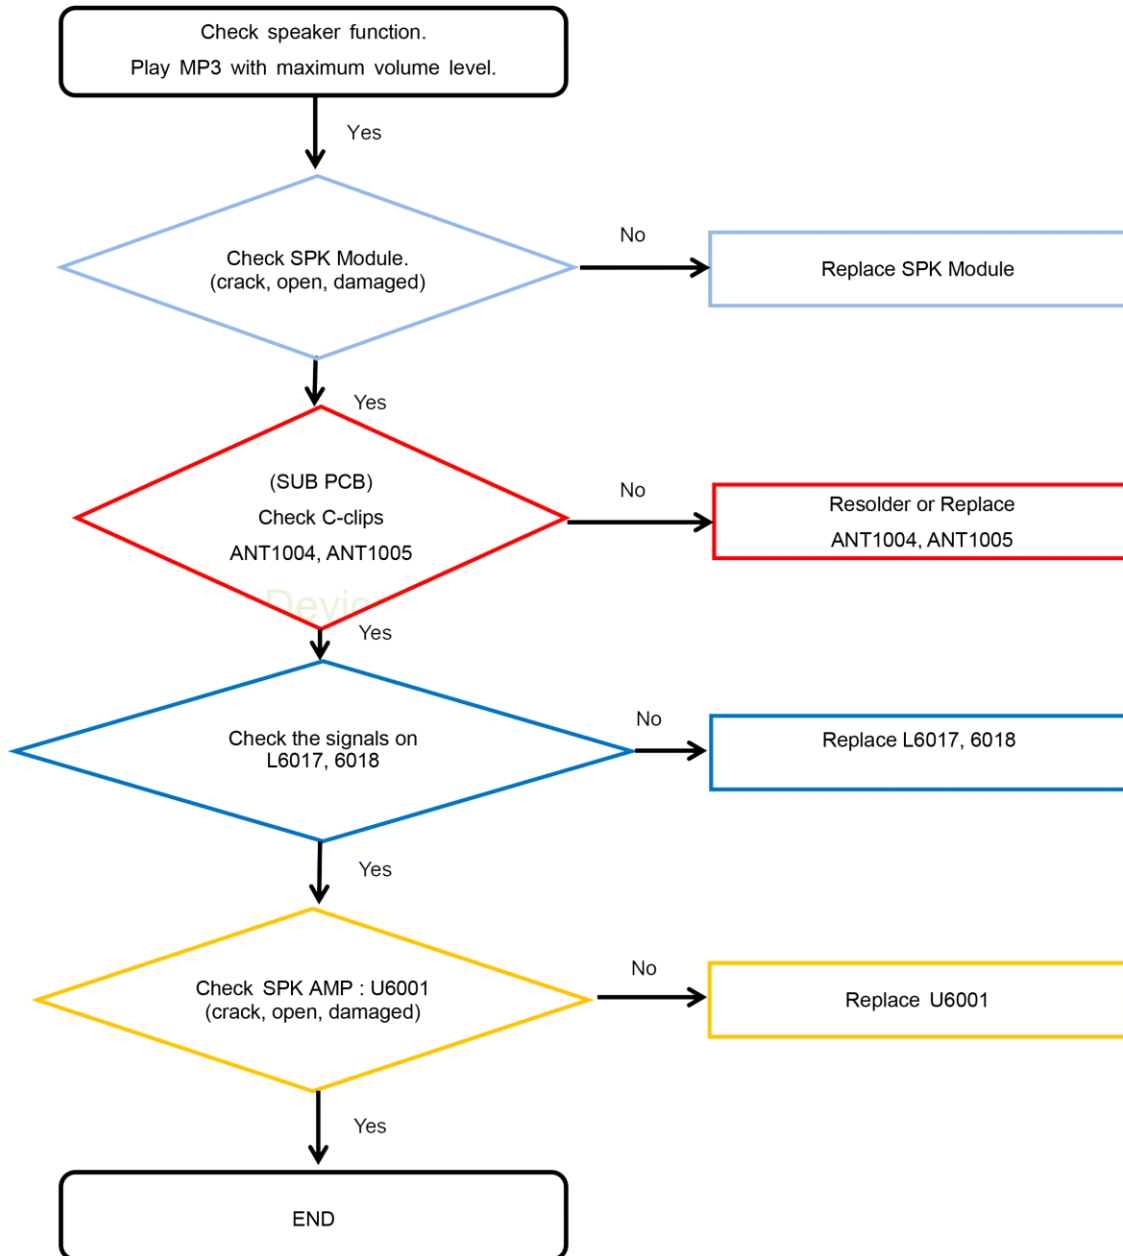 Check speaker function.
Play MP3 with maximum volume level.
Yes
Check SPK Module.
(crack, open, damaged)
No
Replace SPK Module
Yes
(SUB PCB)
Check C-clips
ANT1004, ANT1005
No
Resolder or Replace
ANT1004, ANT1005
Yes
Check the signals on
L6017, 6018
No
Replace L6017, 6018
Yes
Check SPK AMP : U6001
(crack, open, damaged)
No
Replace U6001
Yes
END